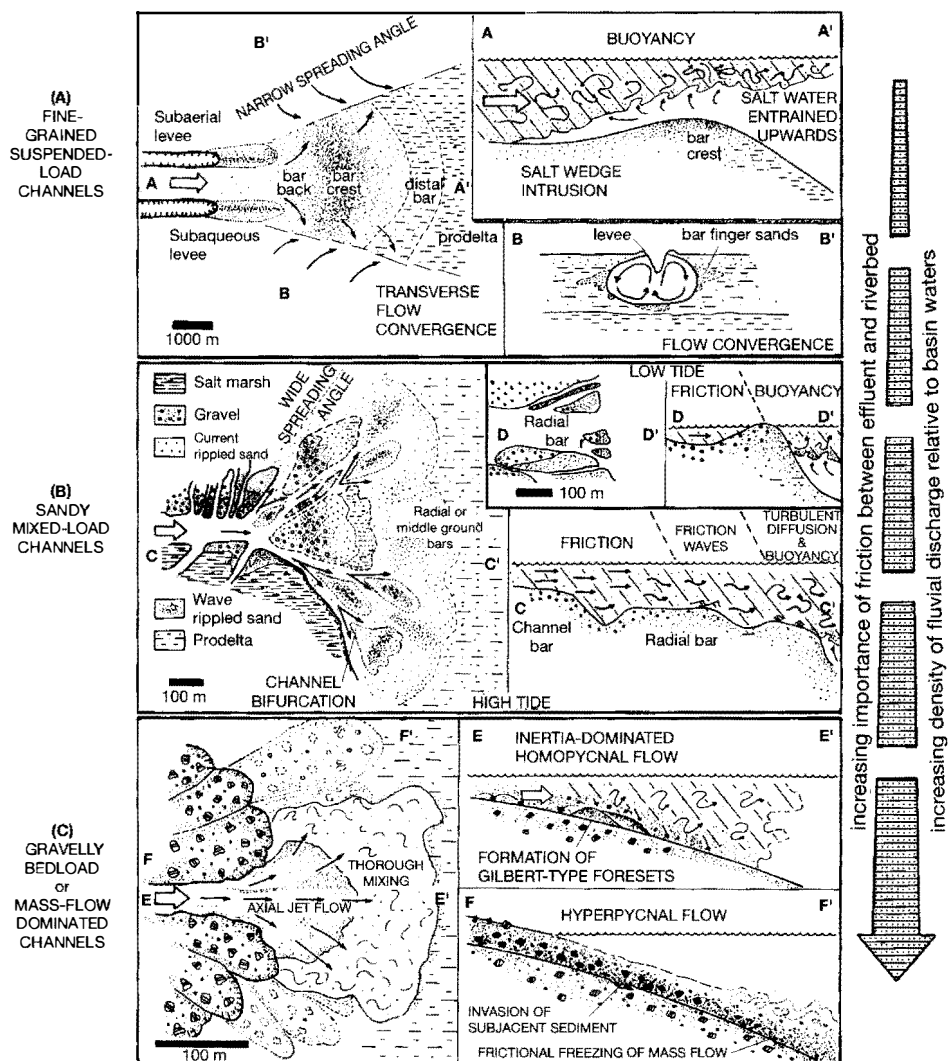 (A)
FINE-
GRAINED
SUSPENDED-
LOAD
CHANNELS
B'
NARROW SPREADING ANGLE
Subaerial
levee
A
bar
back
bar
crest
distal
bar
A'
prodelta
Subaqueous
levee
B
TRANSVERSE
FLOW
CONVERGENCE
1000 m
A
BUOYANCY
A'
SALT WATER
ENTRAINED
UPWARDS
bar
crest
SALT WEDGE
INTRUSION
B
levee
bar finger sands
B'
FLOW CONVERGENCE
(B)
SANDY
MIXED-LOAD
CHANNELS
Salt marsh
Gravel
Current
rippled sand
WIDE
SPREADING
ANGLE
C
Radial or
middle ground
bars
C'
Wave
rippled sand
Prodelta
100 m
CHANNEL
BIFURCATION
HIGH TIDE
LOW TIDE
Radial
bar
D
D'
100 m
FRICTION
BUOYANCY
D
D'
FRICTION
FRICTION
WAVES
TURBULENT
DIFFUSION
&
BUOYANCY
C
C'
Channel
bar
Radial bar
(C)
GRAVELLY
BEDLOAD
or
MASS-FLOW
DOMINATED
CHANNELS
F'
F
E
THOROUGH
MIXING
AXIAL JET FLOW
E'
100 m
E
INERTIA-DOMINATED
HOMOPYCNAL FLOW
E'
FORMATION OF
GILBERT-TYPE FORESETS
F
HYPERPYCNAL FLOW
F'
INVASION OF
SUBJACENT SEDIMENT
FRICTIONAL FREEZING OF MASS FLOW
increasing importance of friction between effluent and riverbed
increasing density of fluvial discharge relative to basin waters